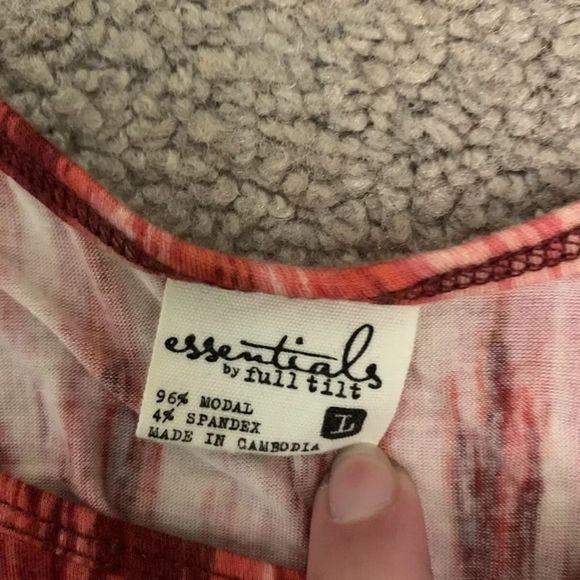 essentials
by full tilt
96% MODAL
4% SPANDEX
MADE IN CAMBODIA
L